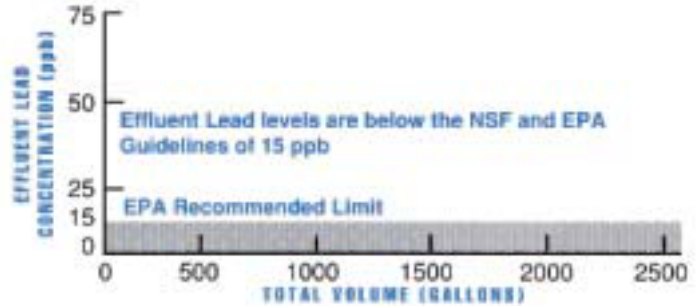 75
50
25
15
0
EFFLUENT LEAD
CONCENTRATION (ppb)
Effluent Lead levels are below the NSF and EPA
Guidelines of 15 ppb
EPA Recommended Limit
0 500 1000 1500 2000 2500
TOTAL VOLUME (GALLONS)